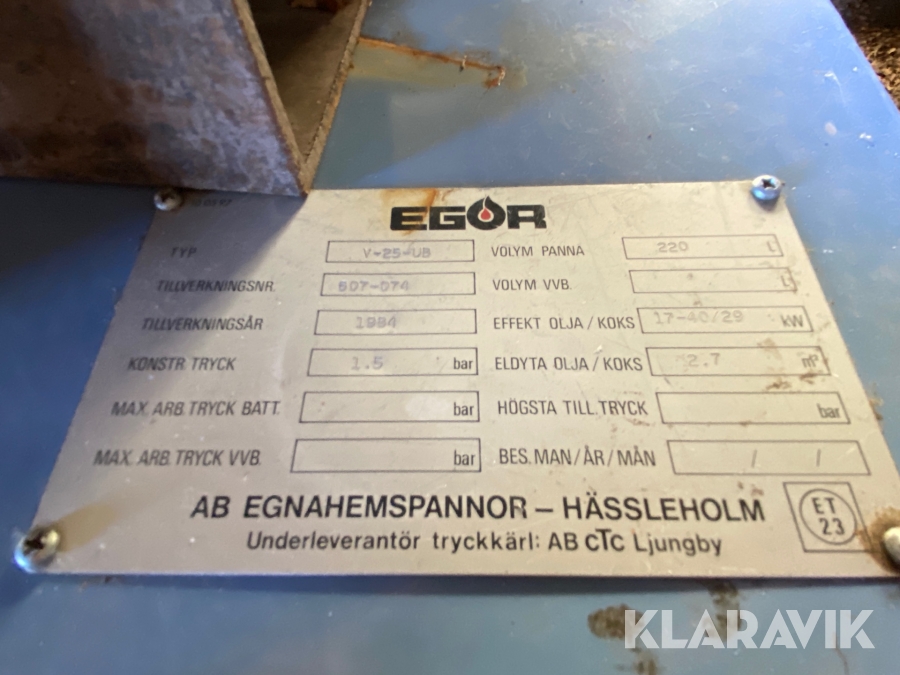 EGOR
TYP V-25-UB VOLYM PANNA 220 L
TILLVERKNINGSNR. 507-074 VOLYM VVB. L
TILLVERKNINGSÅR 1984 EFFEKT OLJA/KOKS 17-40/29 kW
KONSTR. TRYCK 1.5 bar ELDYTA OLJA/KOKS 2.7 m²
MAX. ARB. TRYCK BATT. bar HÖGSTA TILL. TRYCK bar
MAX. ARB. TRYCK VVB. bar BES. MAN/ÅR/MÅN / /
AB EGNAHEMSPANNOR – HÄSSLEHOLM
Underleverantör tryckkärl: AB CTC Ljungby
ET
23
KLARAVIK